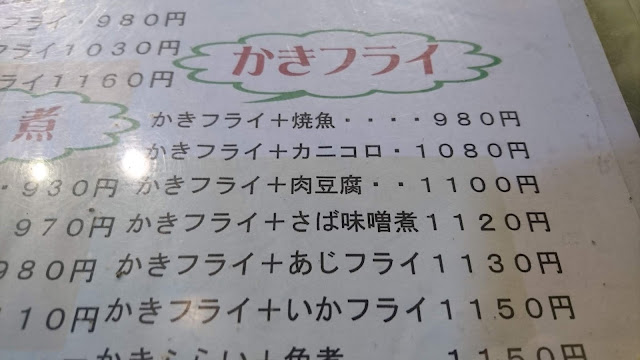 フライ・９８０円
フライ１０３０円
ライ１１６０円
煮
９３０円
９７０円
９８０円
１０円
かきフライ
かきフライ＋焼魚・・・・９８０円
かきフライ＋カニコロ・１０８０円
かきフライ＋肉豆腐・・１１００円
かきフライ＋さば味噌煮１１２０円
かきフライ＋あじフライ１１３０円
かきフライ＋いかフライ１１５０円
１１５０円